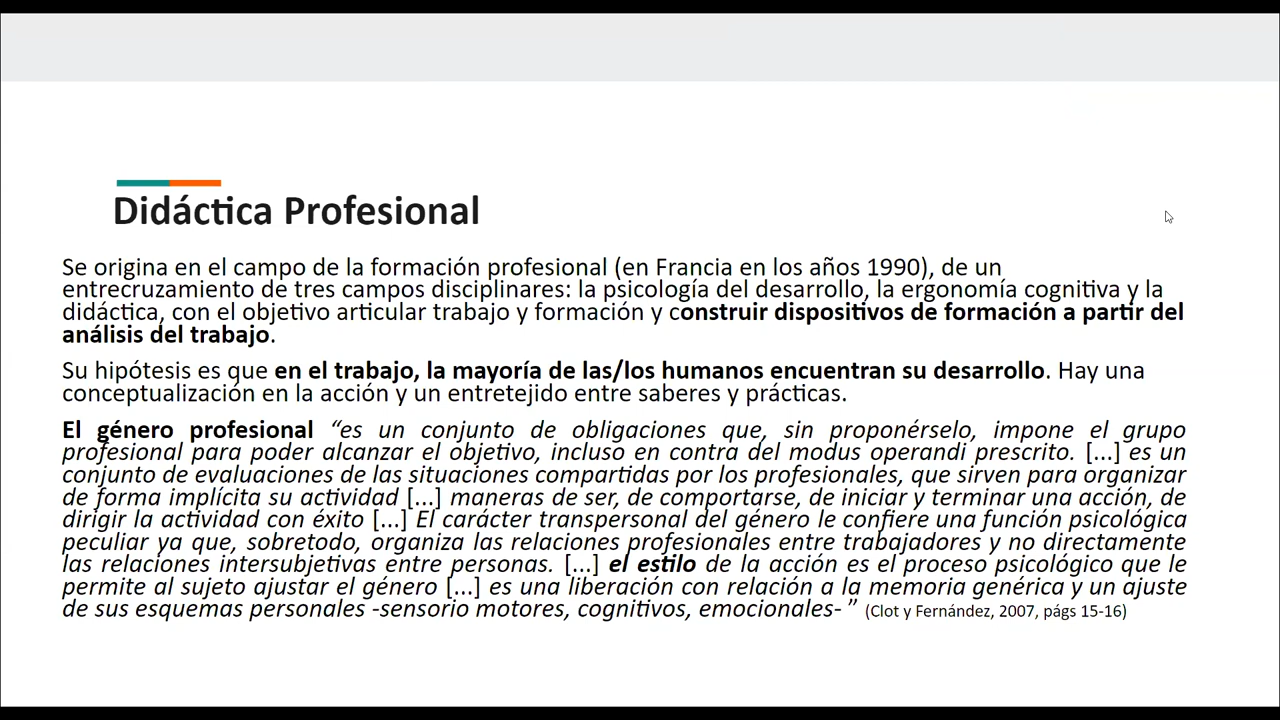 Didáctica Profesional
Se origina en el campo de la formación profesional (en Francia en los años 1990), de un
entrecruzamiento de tres campos disciplinares: la psicología del desarrollo, la ergonomía cognitiva y la
didáctica, con el objetivo articular trabajo y formación y construir dispositivos de formación a partir del
análisis del trabajo.
Su hipótesis es que en el trabajo, la mayoría de las/los humanos encuentran su desarrollo. Hay una
conceptualización en la acción y un entretejido entre saberes y prácticas.
El género profesional “es un conjunto de obligaciones que, sin proponérselo, impone el grupo
profesional para poder alcanzar el objetivo, incluso en contra del modus operandi prescrito. [...] es un
conjunto de evaluaciones de las situaciones compartidas por los profesionales, que sirven para organizar
de forma implícita su actividad [...] maneras de ser, de comportarse, de iniciar y terminar una acción, de
dirigir la actividad con éxito [...] El carácter transpersonal del género le confiere una función psicológica
peculiar ya que, sobretodo, organiza las relaciones profesionales entre trabajadores y no directamente
las relaciones intersubjetivas entre personas. [...] el estilo de la acción es el proceso psicológico que le
permite al sujeto ajustar el género [...] es una liberación con relación a la memoria genérica y un ajuste
de sus esquemas personales -sensorio motores, cognitivos, emocionales- ” (Clot y Fernández, 2007, págs 15-16)